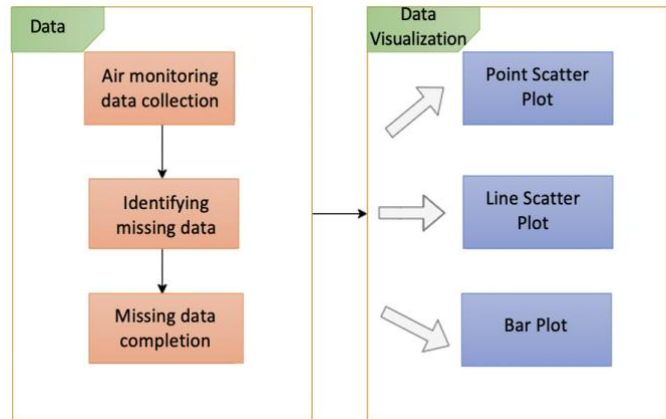 Data
Air monitoring
data collection
Identifying
missing data
Missing data
completion
Data
Visualization
Point Scatter
Plot
Line Scatter
Plot
Bar Plot